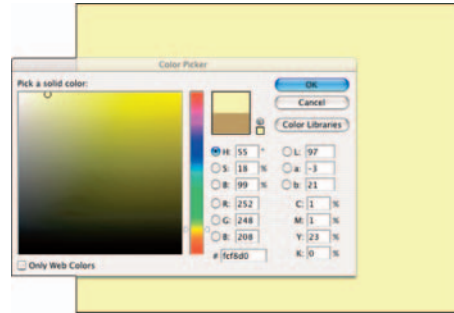 Color Picker
Pick a solid color:
OK
Cancel
Color Libraries
H: 55 °
L: 97
S: 18 %
a: -3
B: 99 %
b: 21
R: 252
C: 1 %
G: 248
M: 1 %
B: 208
Y: 23 %
# fcf8d0
K: 0 %
Only Web Colors